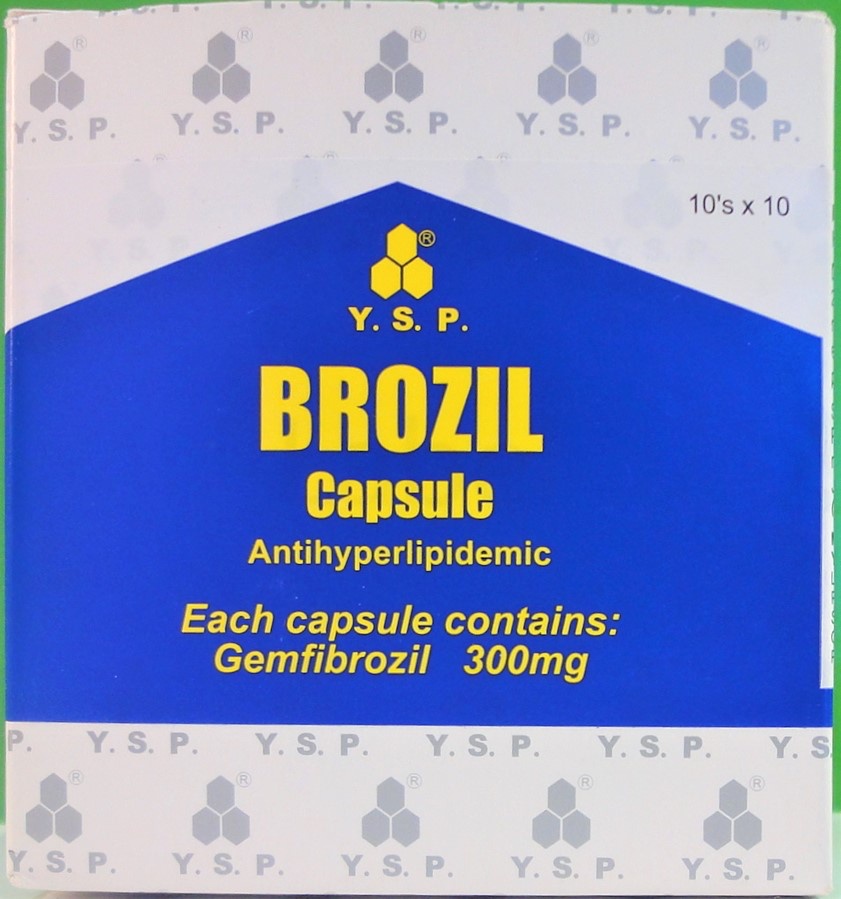 Y. S. P. Y. S. P. Y. S. P. Y. S. P. Y. S. P.
10's x 10
Y. S. P.
BROZIL
Capsule
Antihyperlipidemic
Each capsule contains:
Gemfibrozil 300mg
P. Y. S. P. Y. S. P. Y. S. P. Y. S. P. Y. S
Y. S. P. Y. S. P. Y. S. P. Y. S. P. Y. S. P.